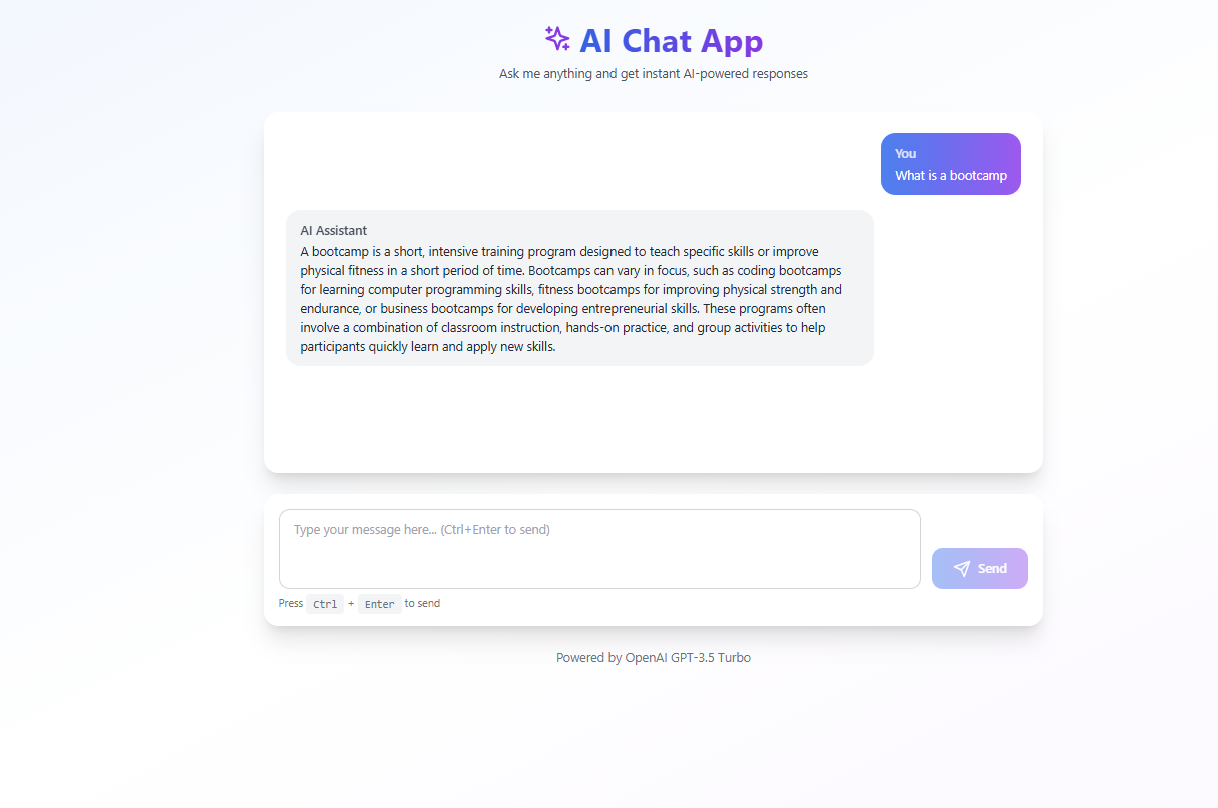 AI Chat App
Ask me anything and get instant AI-powered responses
You
What is a bootcamp
AI Assistant
A bootcamp is a short, intensive training program designed to teach specific skills or improve
physical fitness in a short period of time. Bootcamps can vary in focus, such as coding bootcamps
for learning computer programming skills, fitness bootcamps for improving physical strength and
endurance, or business bootcamps for developing entrepreneurial skills. These programs often
involve a combination of classroom instruction, hands-on practice, and group activities to help
participants quickly learn and apply new skills.
Type your message here... (Ctrl+Enter to send)
Send
Press Ctrl + Enter to send
Powered by OpenAI GPT-3.5 Turbo